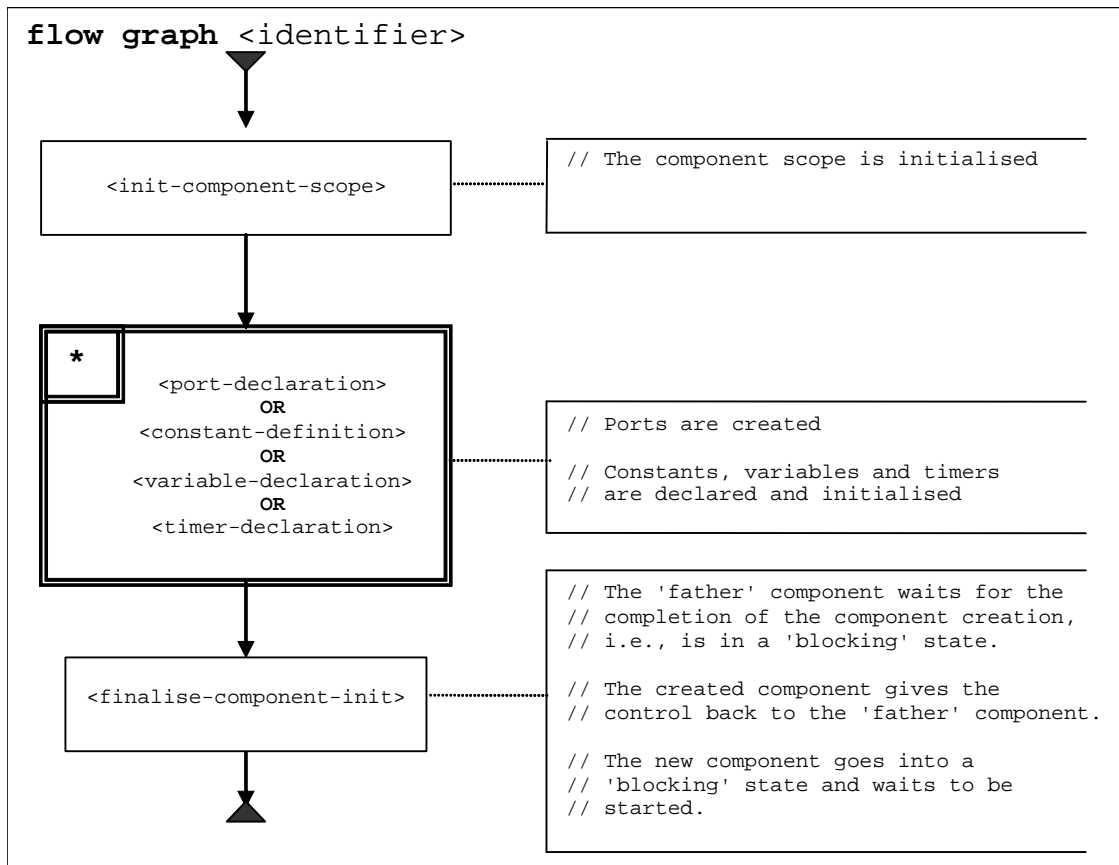 flow graph <identifier>
<init-component-scope>
// The component scope is initialised
*
<port-declaration>
OR
<constant-definition>
OR
<variable-declaration>
OR
<timer-declaration>
// Ports are created
// Constants, variables and timers
// are declared and initialised
<finalise-component-init>
// The 'father' component waits for the
// completion of the component creation,
// i.e., is in a 'blocking' state.
// The created component gives the
// control back to the 'father' component.
// The new component goes into a
// 'blocking' state and waits to be
// started.